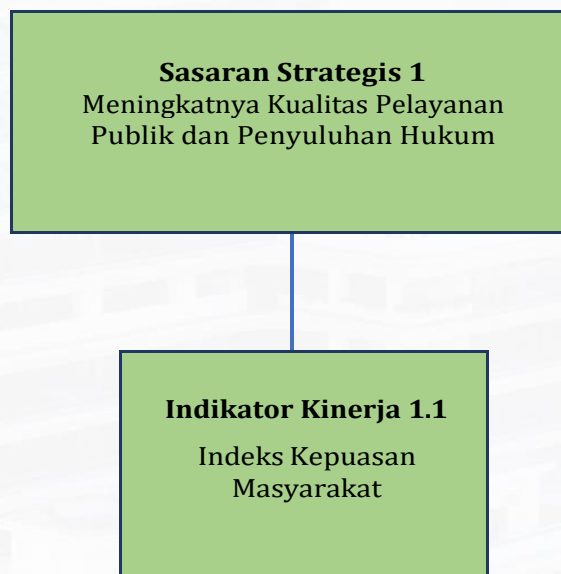 Sasaran Strategis 1
Meningkatnya Kualitas Pelayanan
Publik dan Penyuluhan Hukum
Indikator Kinerja 1.1
Indeks Kepuasan
Masyarakat